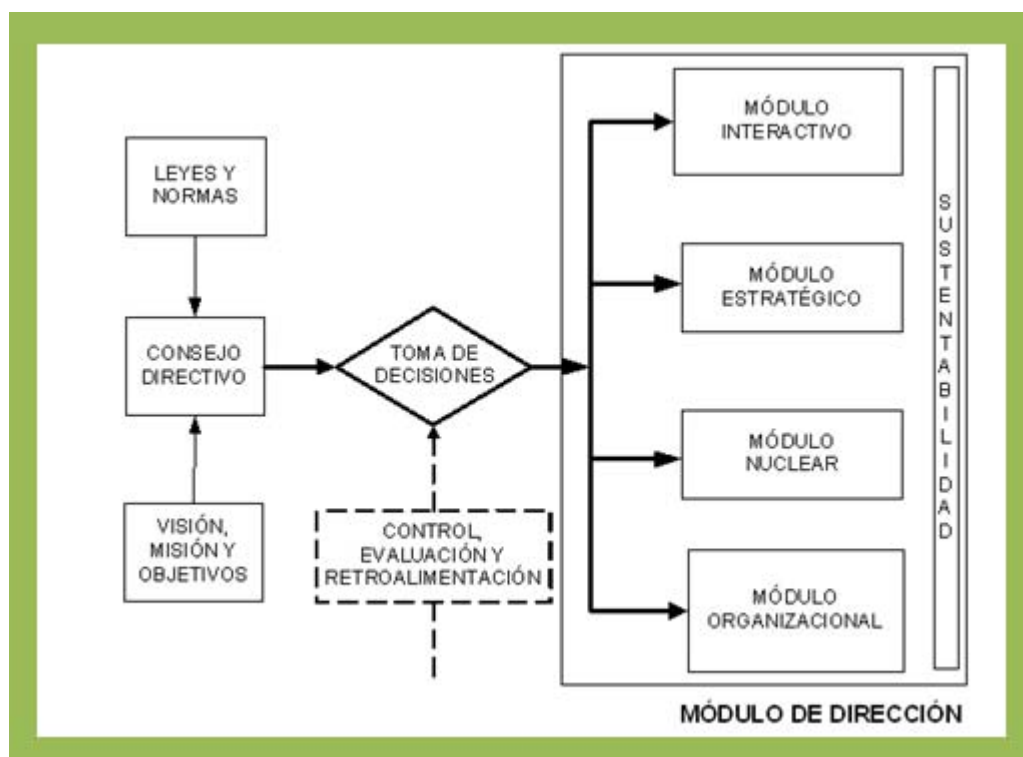 LEYES Y
NORMAS
CONSEJO
DIRECTIVO
VISIÓN,
MISIÓN Y
OBJETIVOS
TOMA DE
DECISIONES
CONTROL,
EVALUACIÓN Y
RETROALIMENTACIÓN
MÓDULO
INTERACTIVO
MÓDULO
ESTRATÉGICO
MÓDULO
NUCLEAR
MÓDULO
ORGANIZACIONAL
SUSTENTABILIDAD
MÓDULO DE DIRECCIÓN